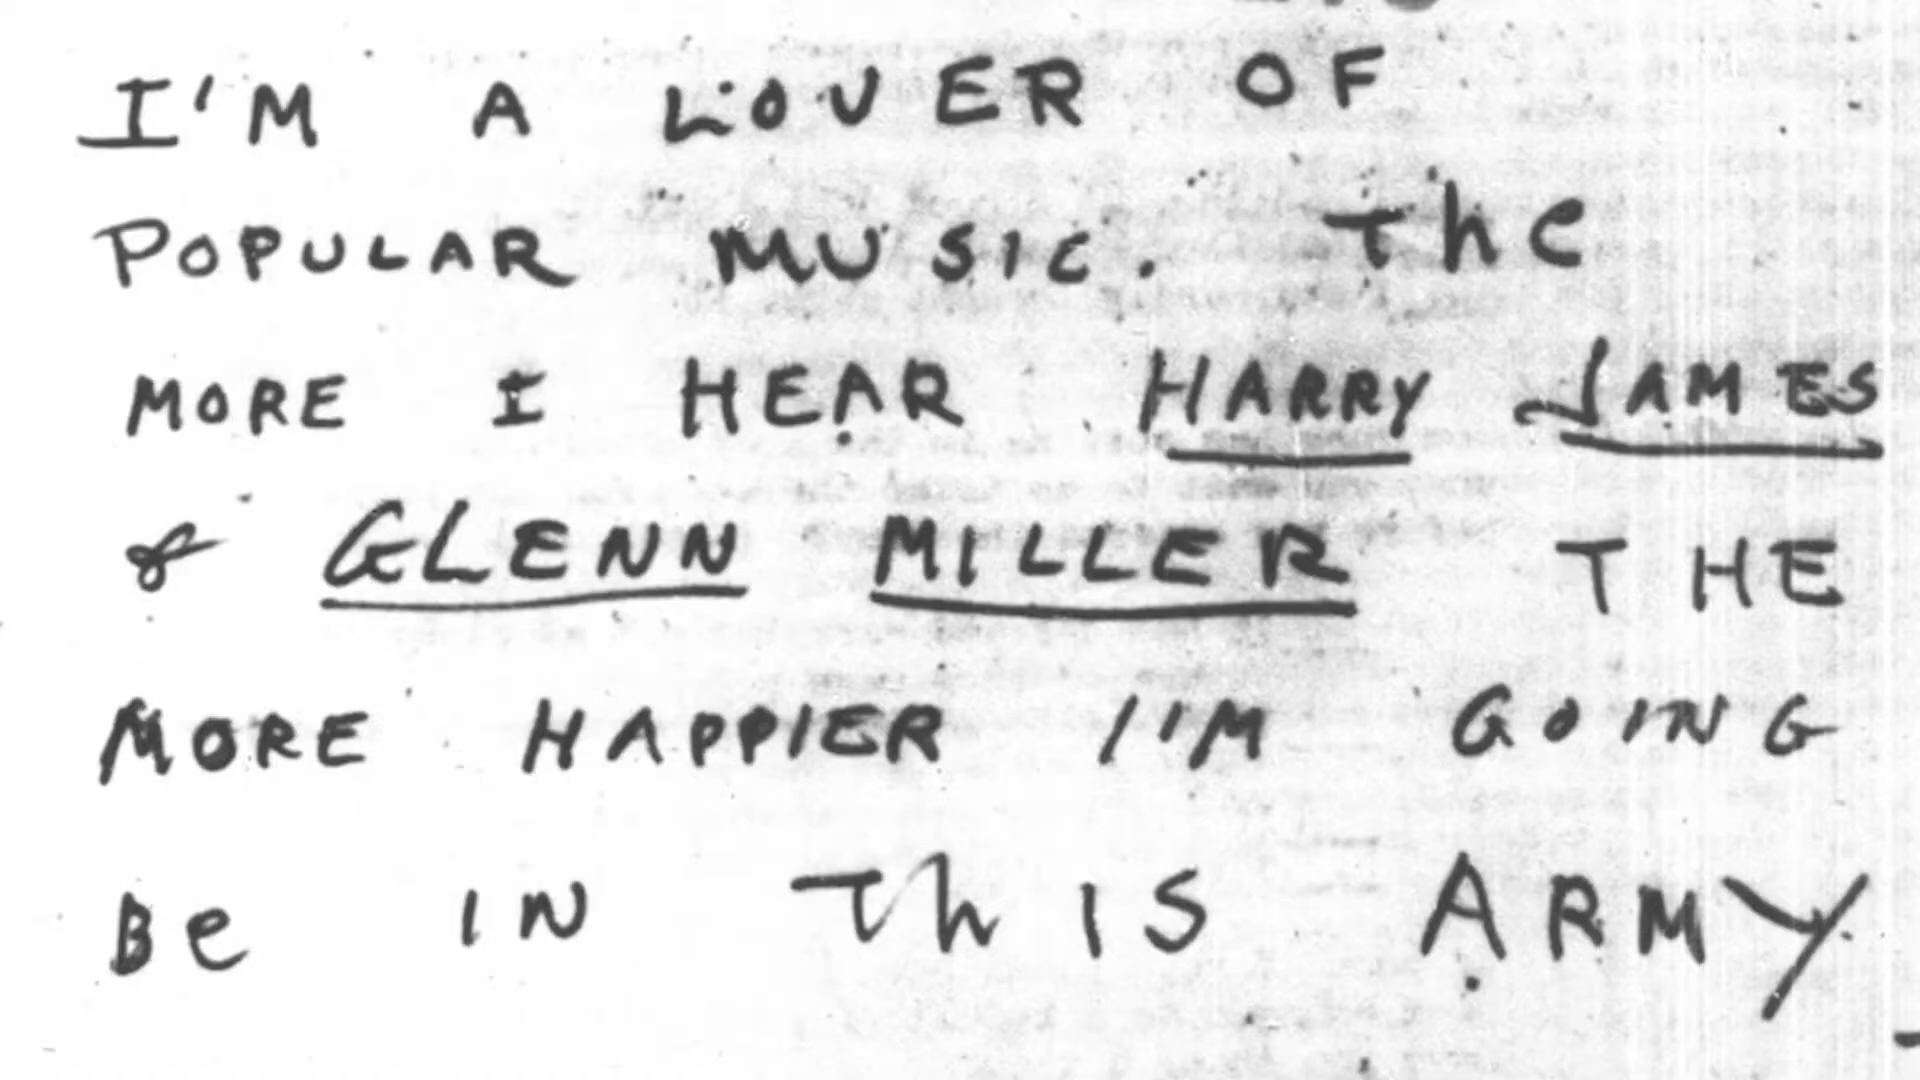 I'M A LOVER OF
POPULAR MUSIC. The
MORE I HEAR HARRY JAMES
& GLENN MILLER THE
MORE HAPPIER I'M GOING
Be IN ThIS ARMY